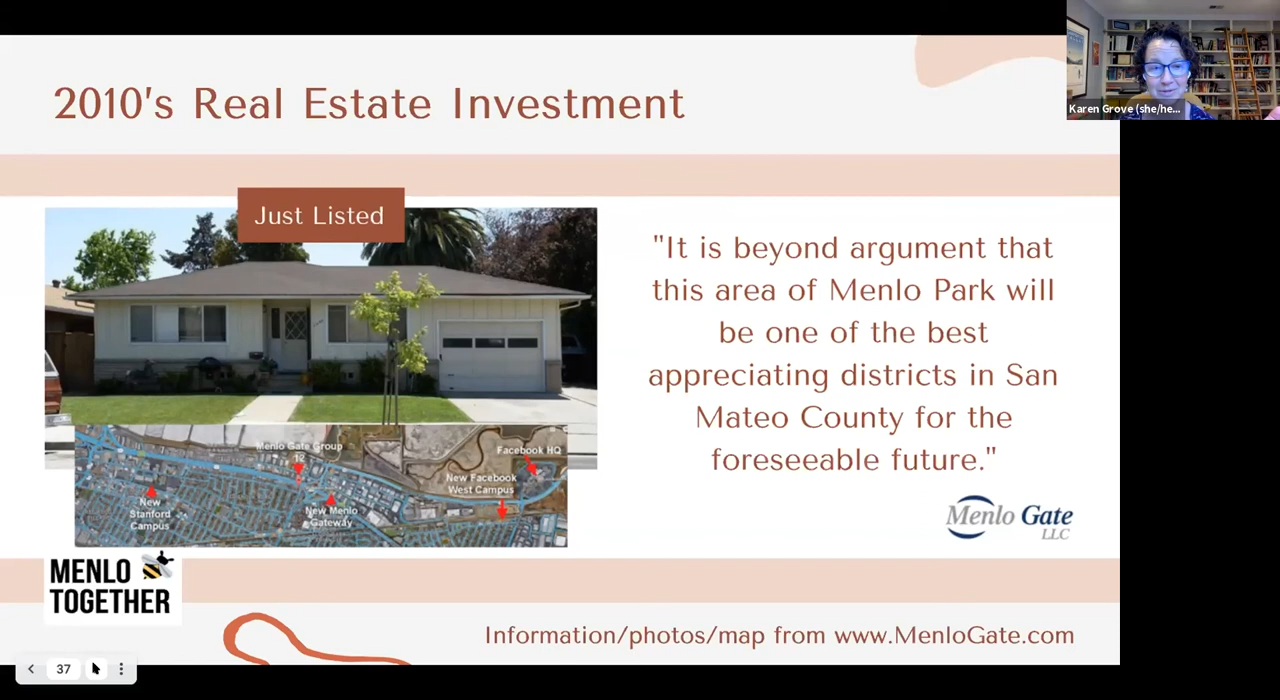 2010's Real Estate Investment
Karen Grove (she/he...
Just Listed
"It is beyond argument that
this area of Menlo Park will
be one of the best
appreciating districts in San
Mateo County for the
foreseeable future."
Menlo Gate Group
12
Facebook HQ
New Facebook
West Campus
New
Stanford
Campus
New Menlo
Gateway
Menlo Gate
LLC
MENLO
TOGETHER
Information/photos/map from www.MenloGate.com
37